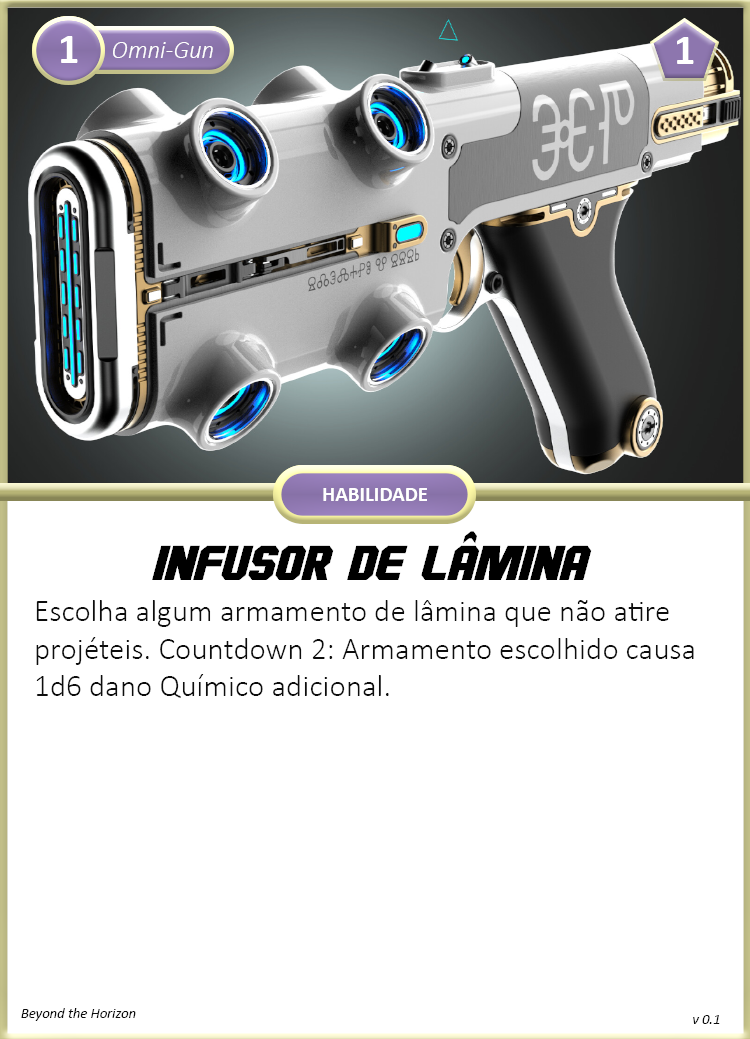 1 Omni-Gun
1
HABILIDADE
INFUSOR DE LÂMINA
Escolha algum armamento de lâmina que não atire
projéteis. Countdown 2: Armamento escolhido causa
1d6 dano Químico adicional.
Beyond the Horizon
v 0.1